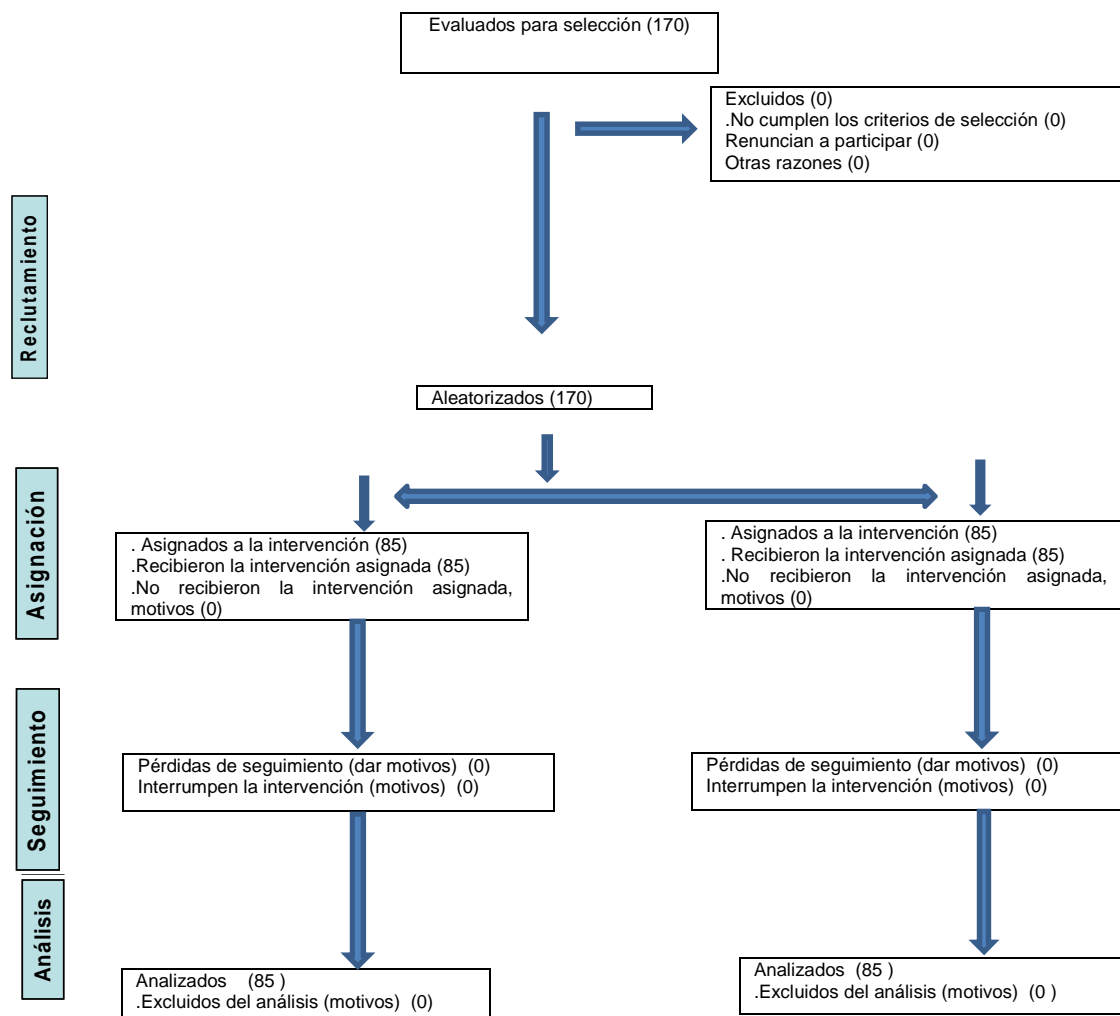 Evaluados para selección (170)
Excluidos (0)
.No cumplen los criterios de selección (0)
Renuncian a participar (0)
Otras razones (0)
Reclutamiento
Aleatorizados (170)
Asignación
. Asignados a la intervención (85)
.Recibieron la intervención asignada (85)
.No recibieron la intervención asignada,
motivos (0)
. Asignados a la intervención (85)
. Recibieron la intervención asignada (85)
.No recibieron la intervención asignada,
motivos (0)
Seguimiento
Pérdidas de seguimiento (dar motivos) (0)
Interrumpen la intervención (motivos) (0)
Pérdidas de seguimiento (dar motivos) (0)
Interrumpen la intervención (motivos) (0)
Análisis
Analizados (85 )
.Excluidos del análisis (motivos) (0)
Analizados (85 )
.Excluidos del análisis (motivos) (0 )